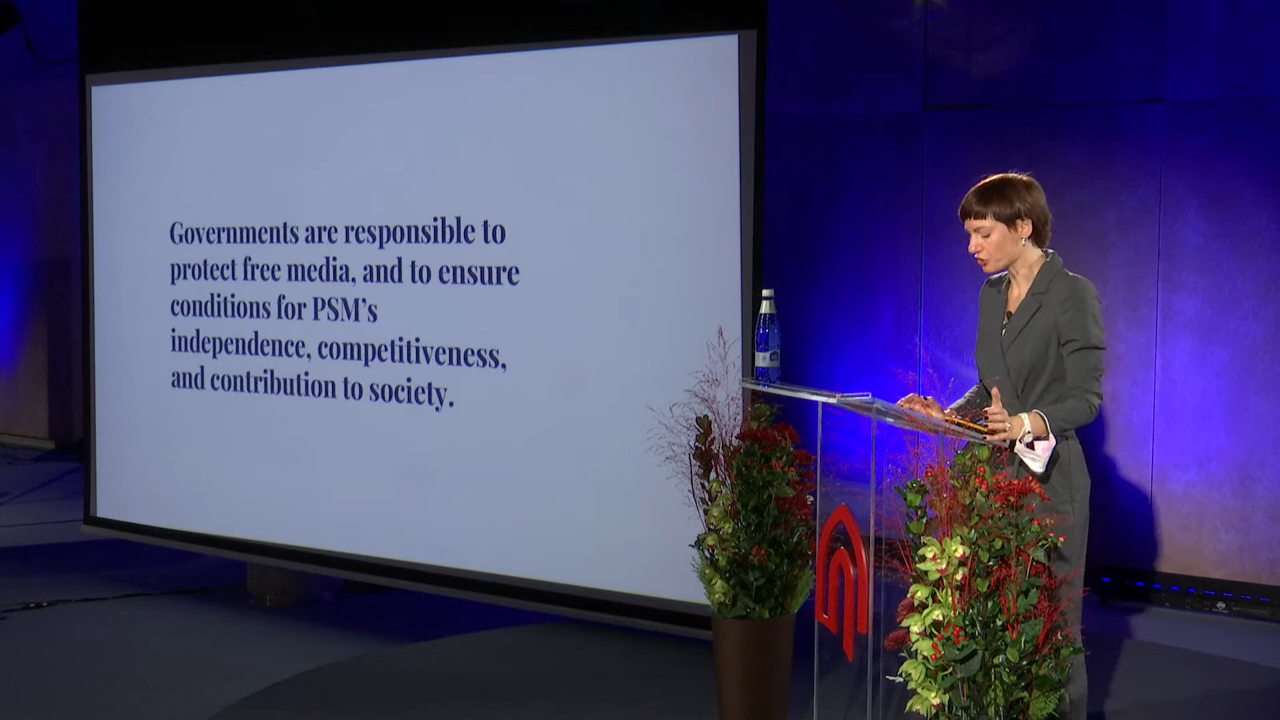 Governments are responsible to
protect free media, and to ensure
conditions for PSM’s
independence, competitiveness,
and contribution to society.